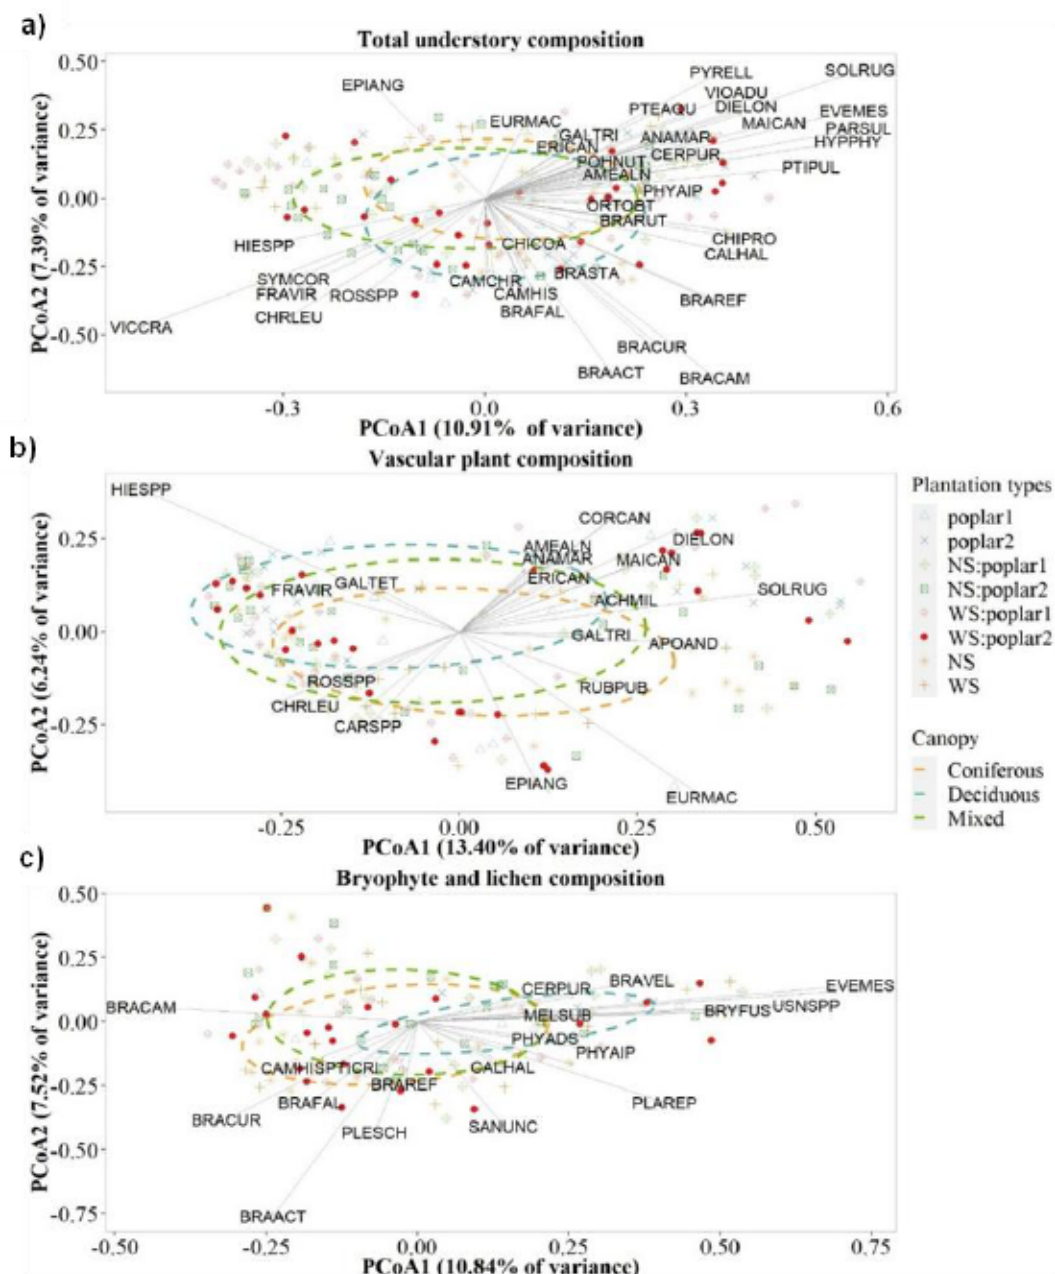 a)
Total understory composition
PCoA2 (7.39% of variance)
0.50
0.25
0.00
-0.25
-0.50
EPIANG
PYRELL
SOLRUG
VIOADU
EURMAC
PTEAQU
DIELON
EVEMES
MAICAN
GALTRI
ANAMAR
PARSUL
ERICAN
CERPUR
HYPPHY
POHNUT
PTIPUL
AMEALN
PHYAIP
ORTOBT
BRARUT
HIESPP
CHICOA
CHIPRO
CALHAL
SYMCOR
CAMCHR
BRASTA
FRAVIR
ROSSPP
CAMHIS
BRAREF
CHRLEU
BRAFAL
VICCRA
BRACUR
BRAACT
BRACAM
-0.3
0.0
0.3
0.6
PCoA1 (10.91% of variance)
b)
Vascular plant composition
PCoA2 (6.24% of variance)
0.25
0.00
-0.25
HIESPP
CORCAN
AMEALN
DIELON
ANAMAR
MAICAN
FRAVIR
GALTET
ERICAN
SOLRUG
ACHMIL
GALTRI
APOAND
ROSSPP
RUBPUB
CHRLEU
CARSPP
EPIANG
EURMAC
-0.25
0.00
0.25
0.50
PCoA1 (13.40% of variance)
Plantation types
poplar1
poplar2
NS:poplar1
NS:poplar2
WS:poplar1
WS:poplar2
NS
WS
Canopy
Coniferous
Deciduous
Mixed
c)
Bryophyte and lichen composition
PCoA2 (7.52% of variance)
0.50
0.25
0.00
-0.25
-0.50
-0.75
BRACAM
CERPUR
BRAVEL
EVEMES
MELSUB
BRYFUS
USNSPP
PHYADS
PHYAIP
CAMHISPTICRI
CALHAL
BRAREF
BRAFAL
PLAREP
BRACUR
PLESCH
SANUNC
BRAACT
-0.50
-0.25
0.00
0.25
0.50
0.75
PCoA1 (10.84% of variance)